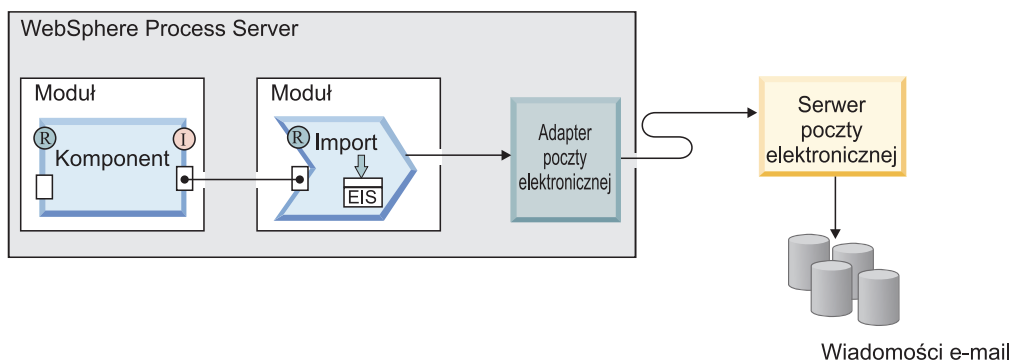 WebSphere Process Server
Moduł
R
I
Komponent
Moduł
R
Import
EIS
Adapter
poczty
elektronicznej
Serwer
poczty
elektronicznej
Wiadomości e-mail